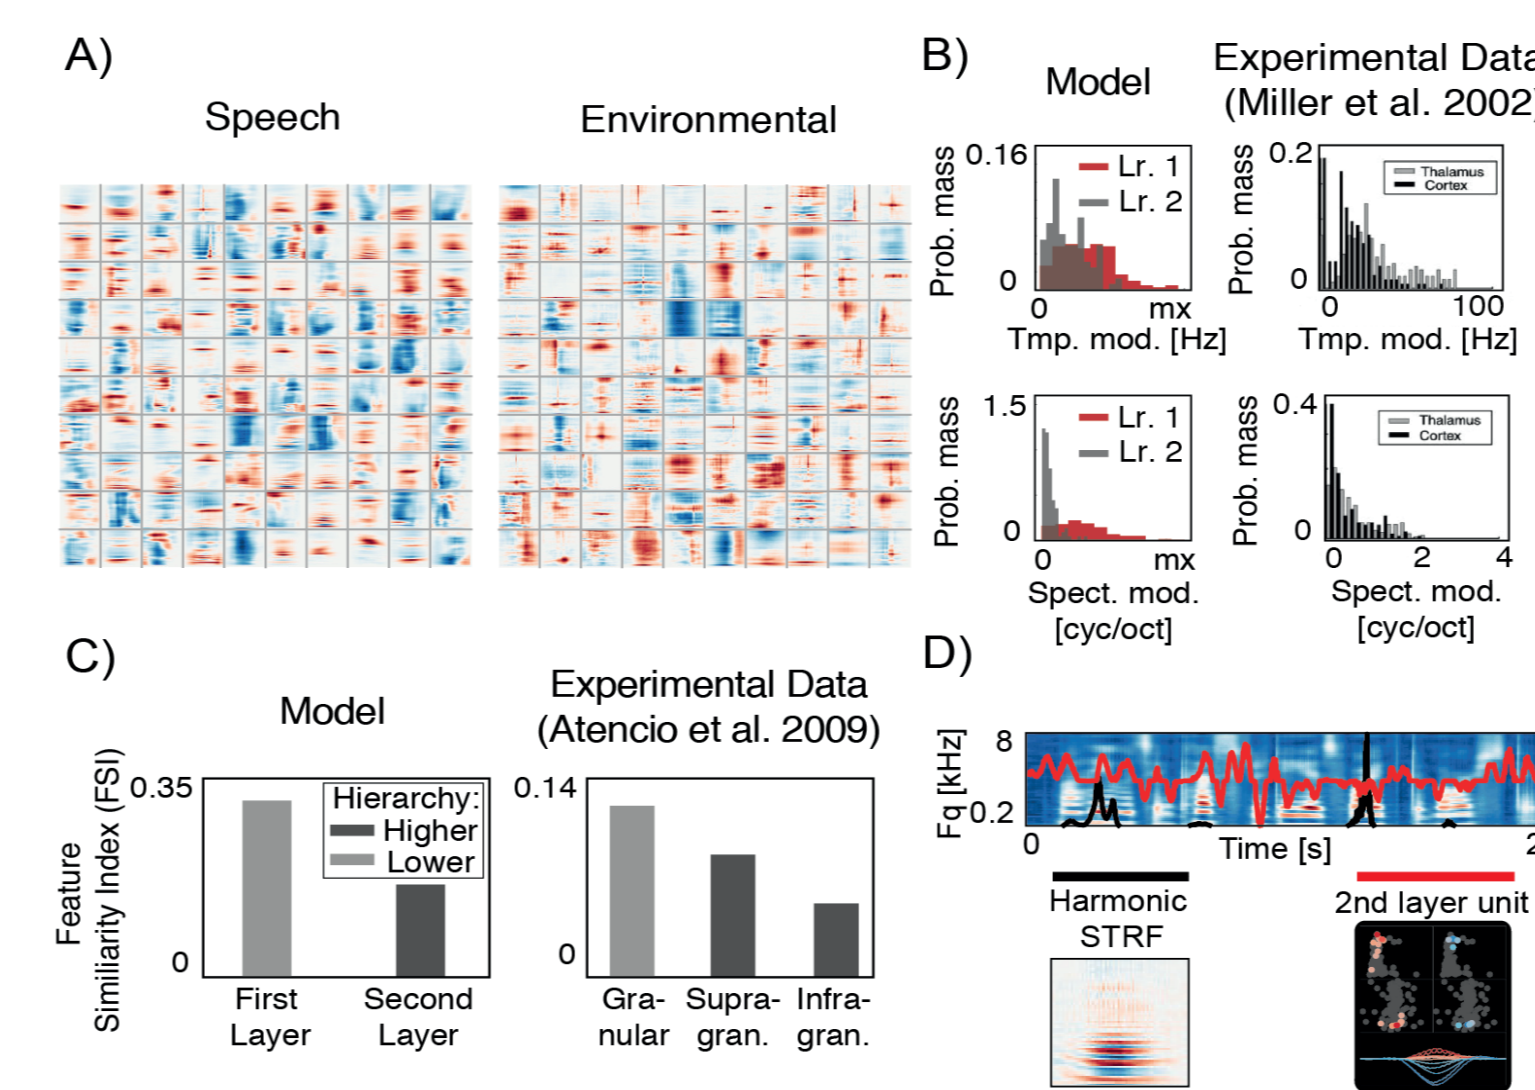 A)
Speech
Environmental
B)
Model
Experimental Data
(Miller et al. 2002)
Prob. mass
0.16
0
Lr. 1
Lr. 2
0
mx
Tmp. mod. [Hz]
Prob. mass
0.2
0
Thalamus
Cortex
0
100
Tmp. mod. [Hz]
Prob. mass
1.5
0
Lr. 1
Lr. 2
0
mx
Spect. mod.
[cyc/oct]
Prob. mass
0.4
0
Thalamus
Cortex
0
2
4
Spect. mod.
[cyc/oct]
C)
Model
Feature
Similiarity Index (FSI)
0.35
0
Hierarchy:
Higher
Lower
First
Layer
Second
Layer
Experimental Data
(Atencio et al. 2009)
0.14
0
Gra-
nular
Supra-
gran.
Infra-
gran.
D)
Fq [kHz]
8
0.2
0
Time [s]
2
Harmonic
STRF
2nd layer unit